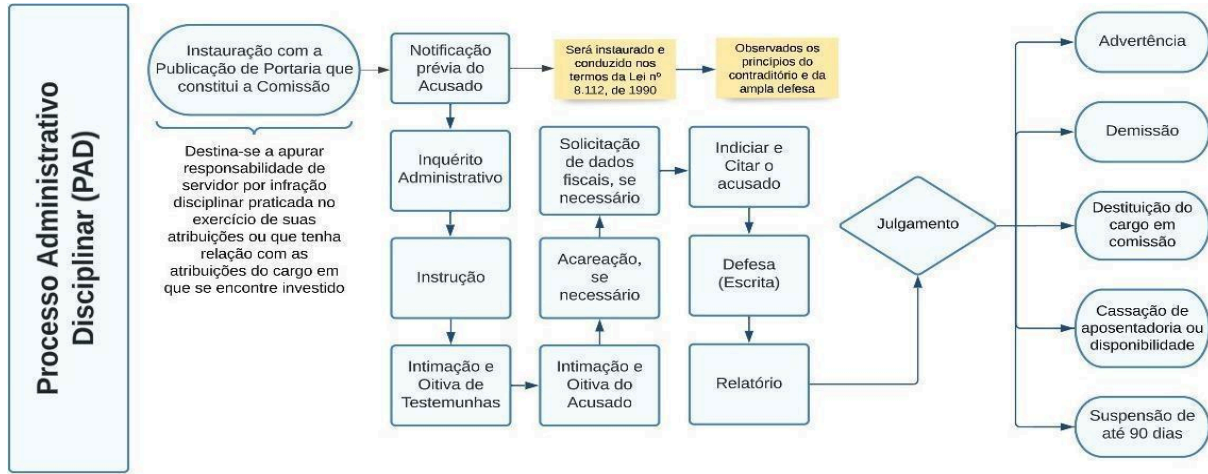 Processo Administrativo
Disciplinar (PAD)
Instauração com a
Publicação de Portaria que
constitui a Comissão
Destina-se a apurar
responsabilidade de
servidor por infração
disciplinar praticada no
exercício de suas
atribuições ou que tenha
relação com as
atribuições do cargo em
que se encontre investido
Notificação
prévia do
Acusado
Será instaurado e
conduzido nos
termos da Lei nº
8.112, de 1990
Observados os
princípios do
contraditório e da
ampla defesa
Inquérito
Administrativo
Instrução
Intimação e
Oitiva de
Testemunhas
Intimação e
Oitiva do
Acusado
Acareação,
se
necessário
Solicitação
de dados
fiscais, se
necessário
Indiciar e
Citar o
acusado
Defesa
(Escrita)
Relatório
Julgamento
Advertência
Demissão
Destituição do
cargo em
comissão
Cassação de
aposentadoria ou
disponibilidade
Suspensão de
até 90 dias